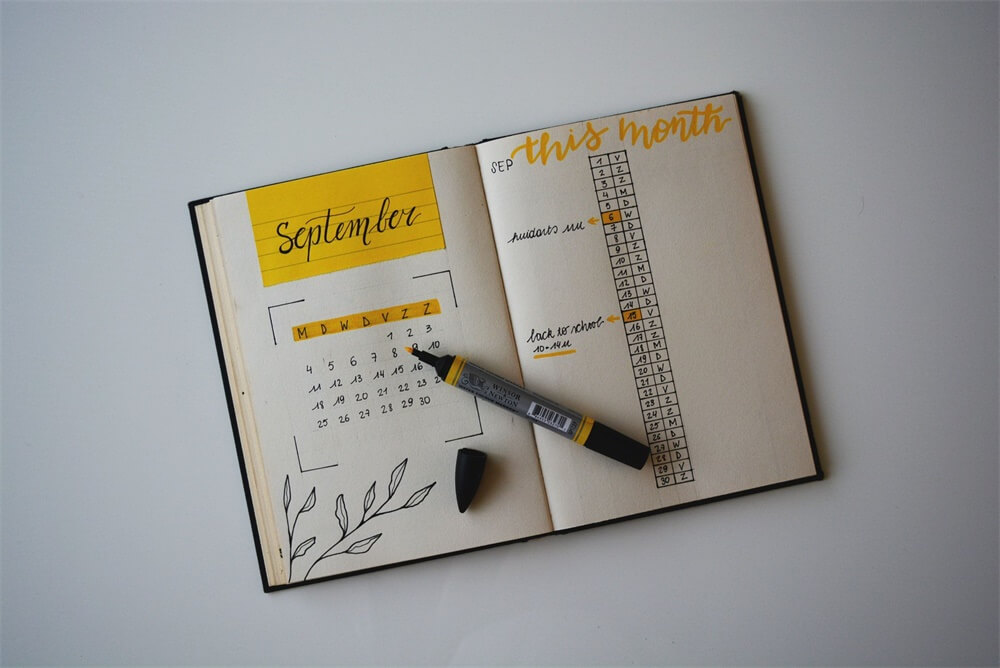 September
M D W D V Z Z
1 2 3
4 5 6 7 8 9 10
11 12 13 14 15 16
18 19 20 21 22 23
25 26 27 28 29 30
WINSOR
& NEWTON
SEP this month
1 V
2 Z
3 Z
4 M
5 D
huidarts
6 W
7 D
8 V
9 Z
10 Z
11 M
12 D
13 W
14 D
back to school
10-14u
15 V
16 Z
17 Z
18 M
19 D
20 W
21 D
22 V
23 Z
24 Z
25 M
26 D
27 W
28 D
29 V
30 Z